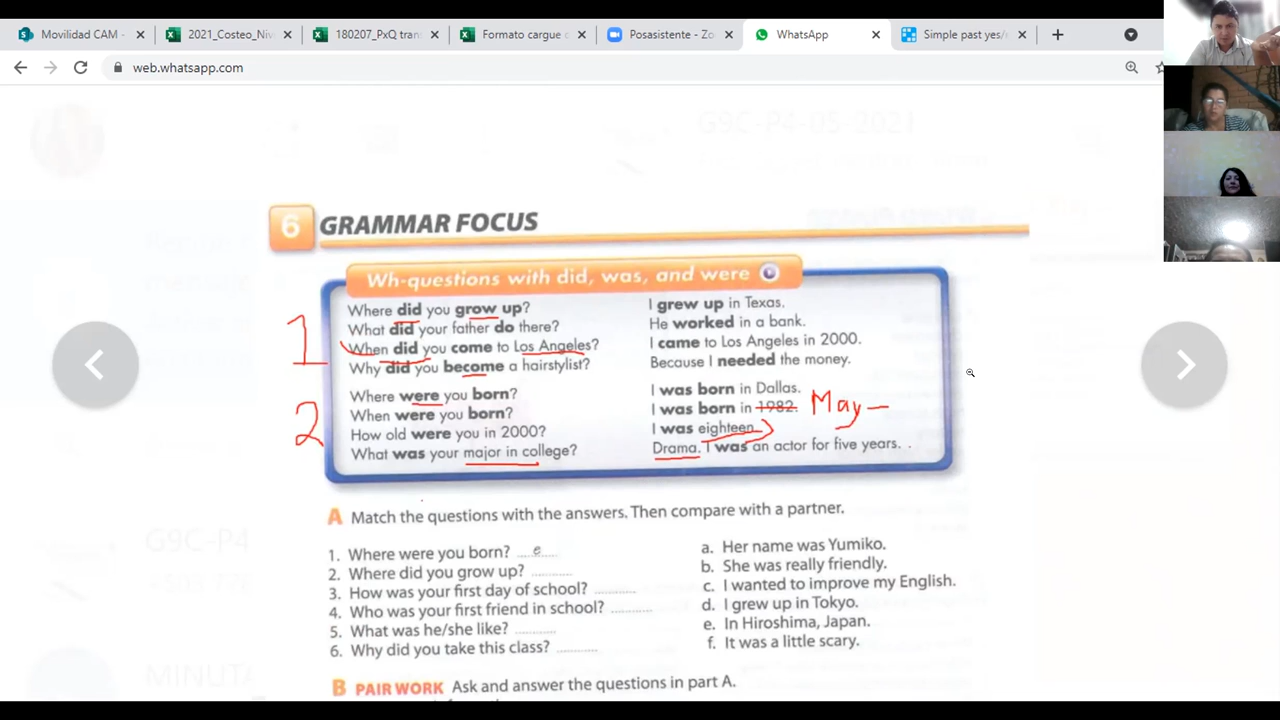 Movilidad CAM -
2021_Costeo_Niv
180207_PxQ tran
Formato cargue c
Posasistente - Zo
WhatsApp
Simple past yes/
web.whatsapp.com
G9C-P4-05-2021
6 GRAMMAR FOCUS
Wh-questions with did, was, and were
1
Where did you grow up? I grew up in Texas.
What did your father do there? He worked in a bank.
When did you come to Los Angeles? I came to Los Angeles in 2000.
Why did you become a hairstylist? Because I needed the money.
2
Where were you born? I was born in Dallas.
When were you born? I was born in 1982. May —
How old were you in 2000? I was eighteen.
What was your major in college? Drama. I was an actor for five years. .
A Match the questions with the answers. Then compare with a partner.
1. Where were you born? ....e.... a. Her name was Yumiko.
2. Where did you grow up? ............ b. She was really friendly.
3. How was your first day of school? ............ c. I wanted to improve my English.
4. Who was your first friend in school? ............ d. I grew up in Tokyo.
5. What was he/she like? ............ e. In Hiroshima, Japan.
6. Why did you take this class? ............ f. It was a little scary.
G9C-P4
B PAIR WORK Ask and answer the questions in part A.
MINUTA